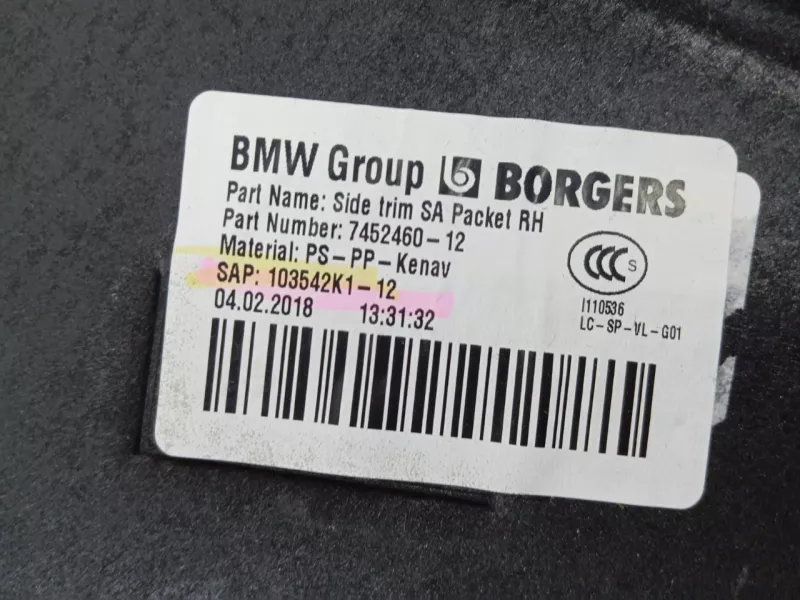 BMW Group BORGERS
Part Name: Side trim SA Packet RH
Part Number: 7452460-12
Material: PS-PP-Kenav
SAP: 103542K1-12
04.02.2018 13:31:32
CCC S
I110536
LC-SP-VL-G01